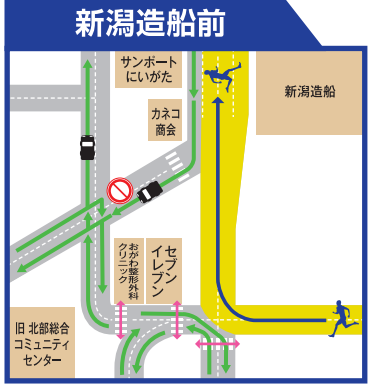 新潟造船前
サンポート
にいがた
新潟造船
カネコ
商会
おがわ整形外科
クリニック
セブン
イレブン
旧 北部総合
コミュニティ
センター